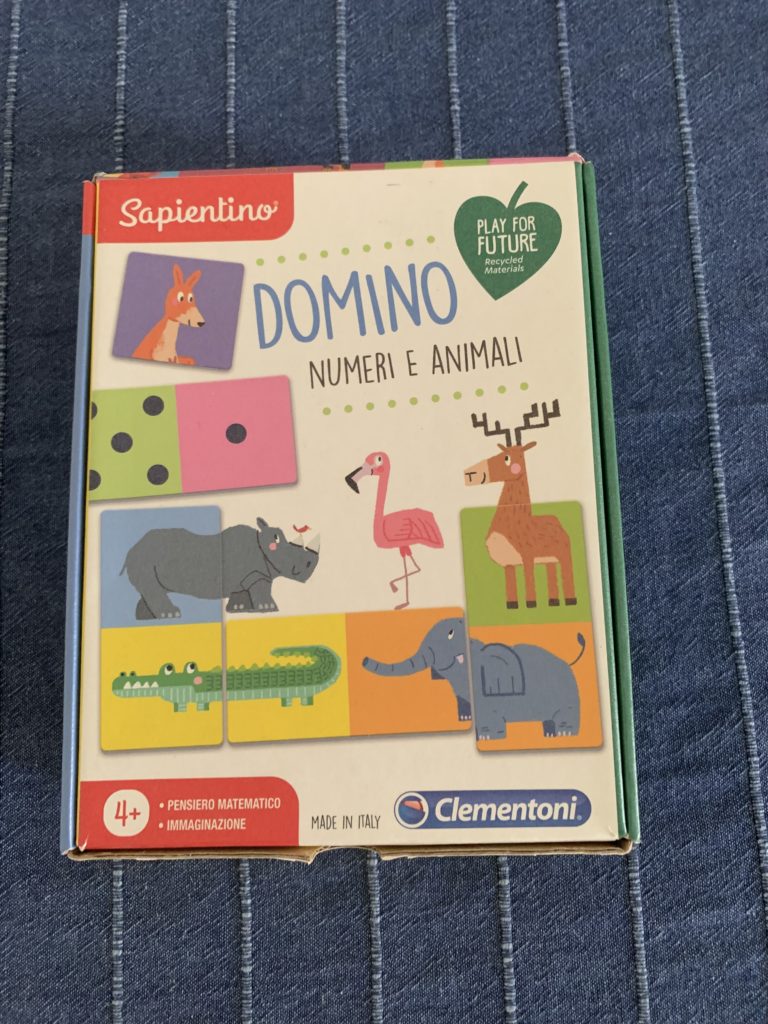 Sapientino
PLAY FOR
FUTURE
Recycled
Materials
DOMINO
NUMERI E ANIMALI
4+
• PENSIERO MATEMATICO
• IMMAGINAZIONE
MADE IN ITALY
Clementoni